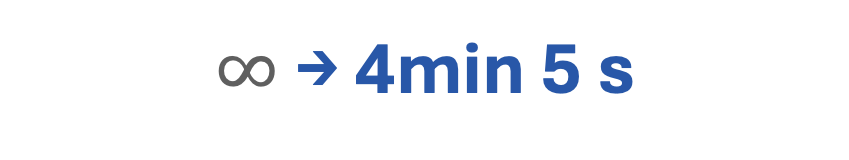 ∞ → 4min 5 s